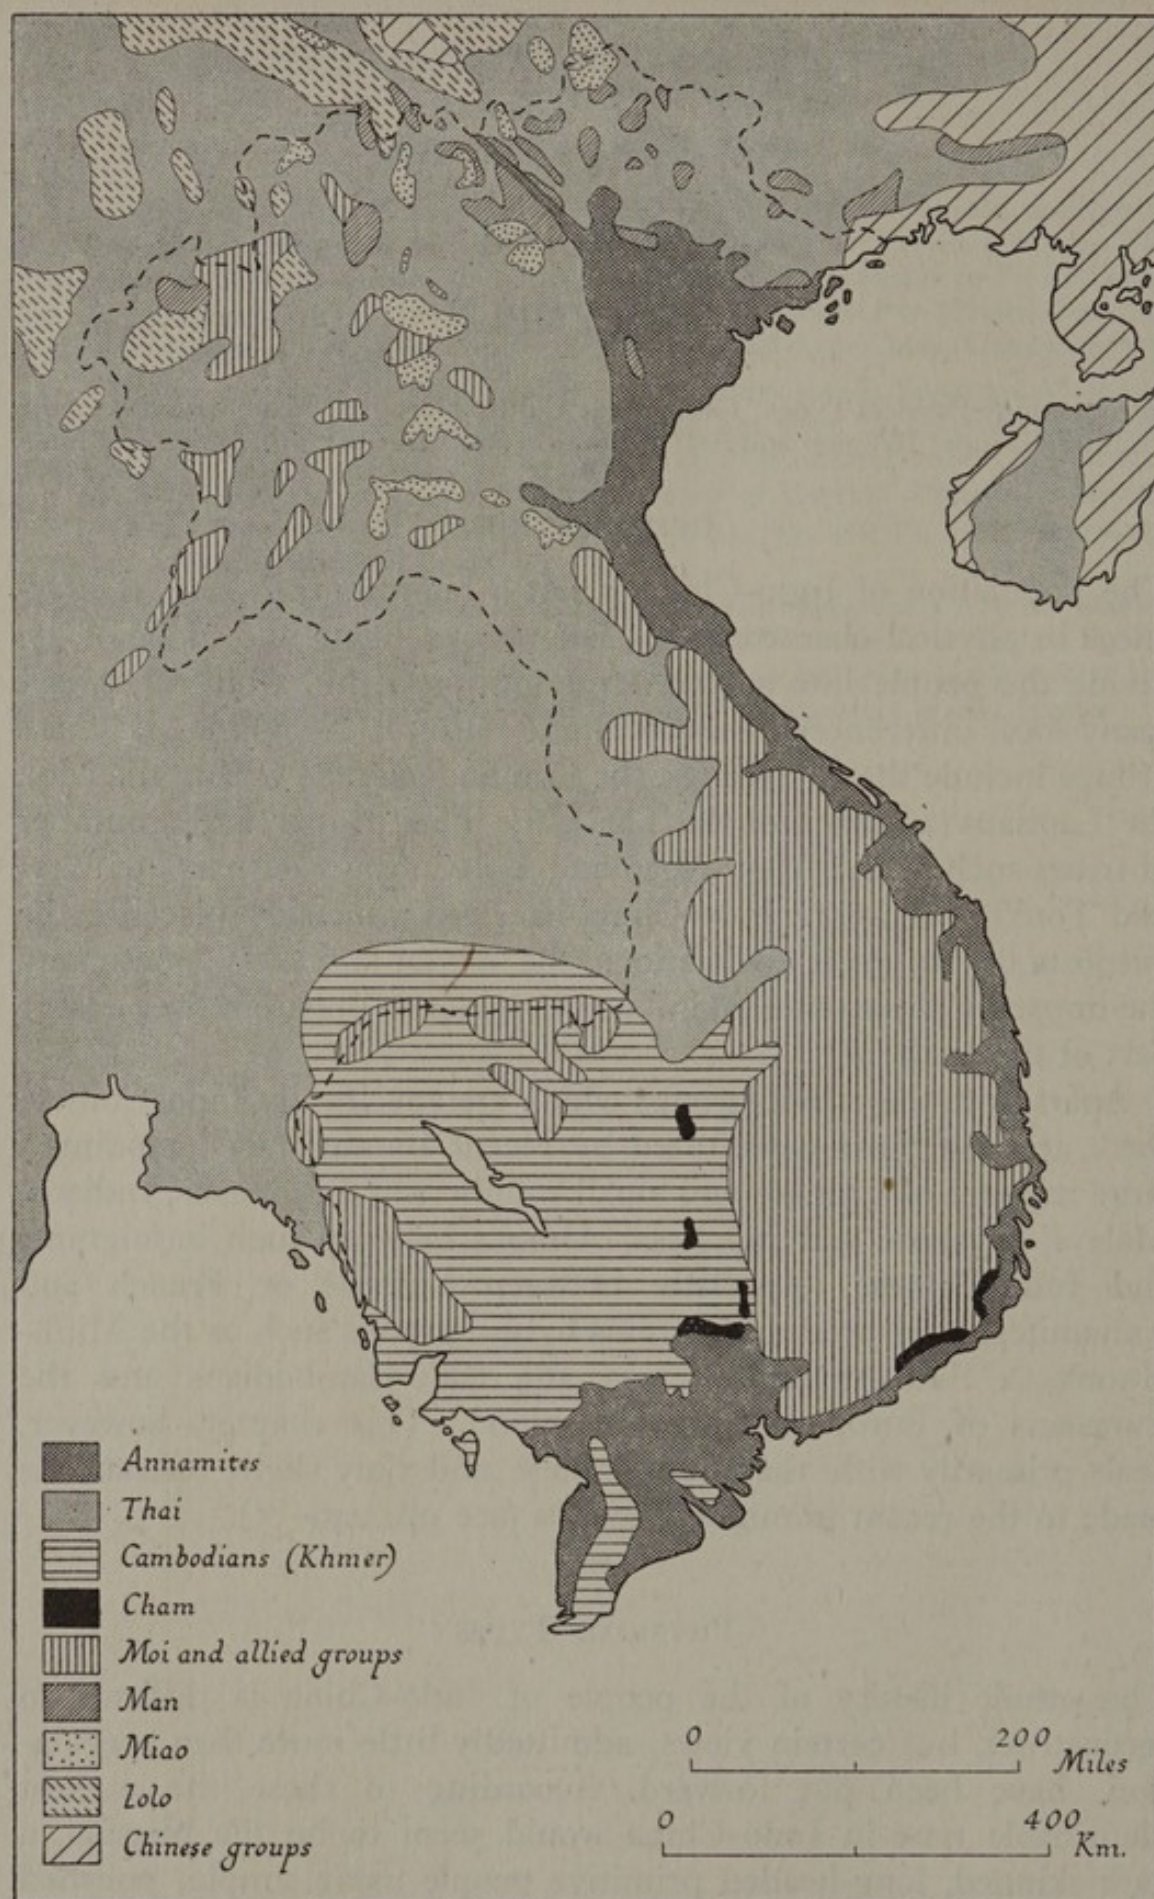 Annamites
Thai
Cambodians (Khmer)
Cham
Moi and allied groups
Man
Miao
Lolo
Chinese groups
0 200
Miles
0 400
Km.